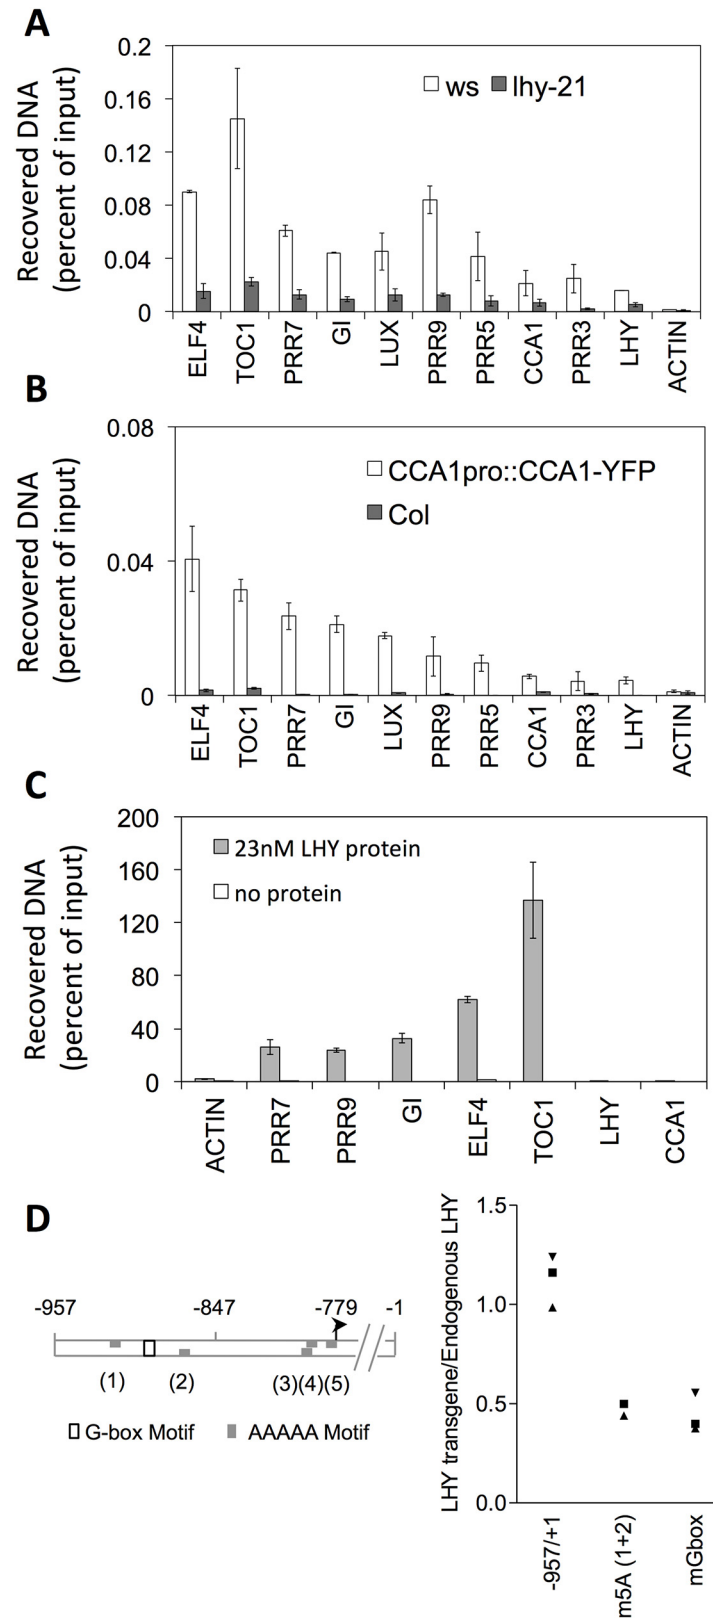 A
Recovered DNA
(percent of input)
0.2
0.16
0.12
0.08
0.04
0
ws lhy-21
ELF4 TOC1 PRR7 GI LUX PRR9 PRR5 CCA1 PRR3 LHY ACTIN
B
Recovered DNA
(percent of input)
0.08
0.04
0
CCA1pro::CCA1-YFP
Col
ELF4 TOC1 PRR7 GI LUX PRR9 PRR5 CCA1 PRR3 LHY ACTIN
C
Recovered DNA
(percent of input)
200
160
120
80
40
0
23nM LHY protein
no protein
ACTIN PRR7 PRR9 GI ELF4 TOC1 LHY CCA1
D
-957 -847 -779 -1
(1) (2) (3)(4)(5)
G-box Motif AAAAA Motif
LHY transgene/Endogenous LHY
1.5
1.0
0.5
0.0
-957/+1 m5A (1+2) mGbox